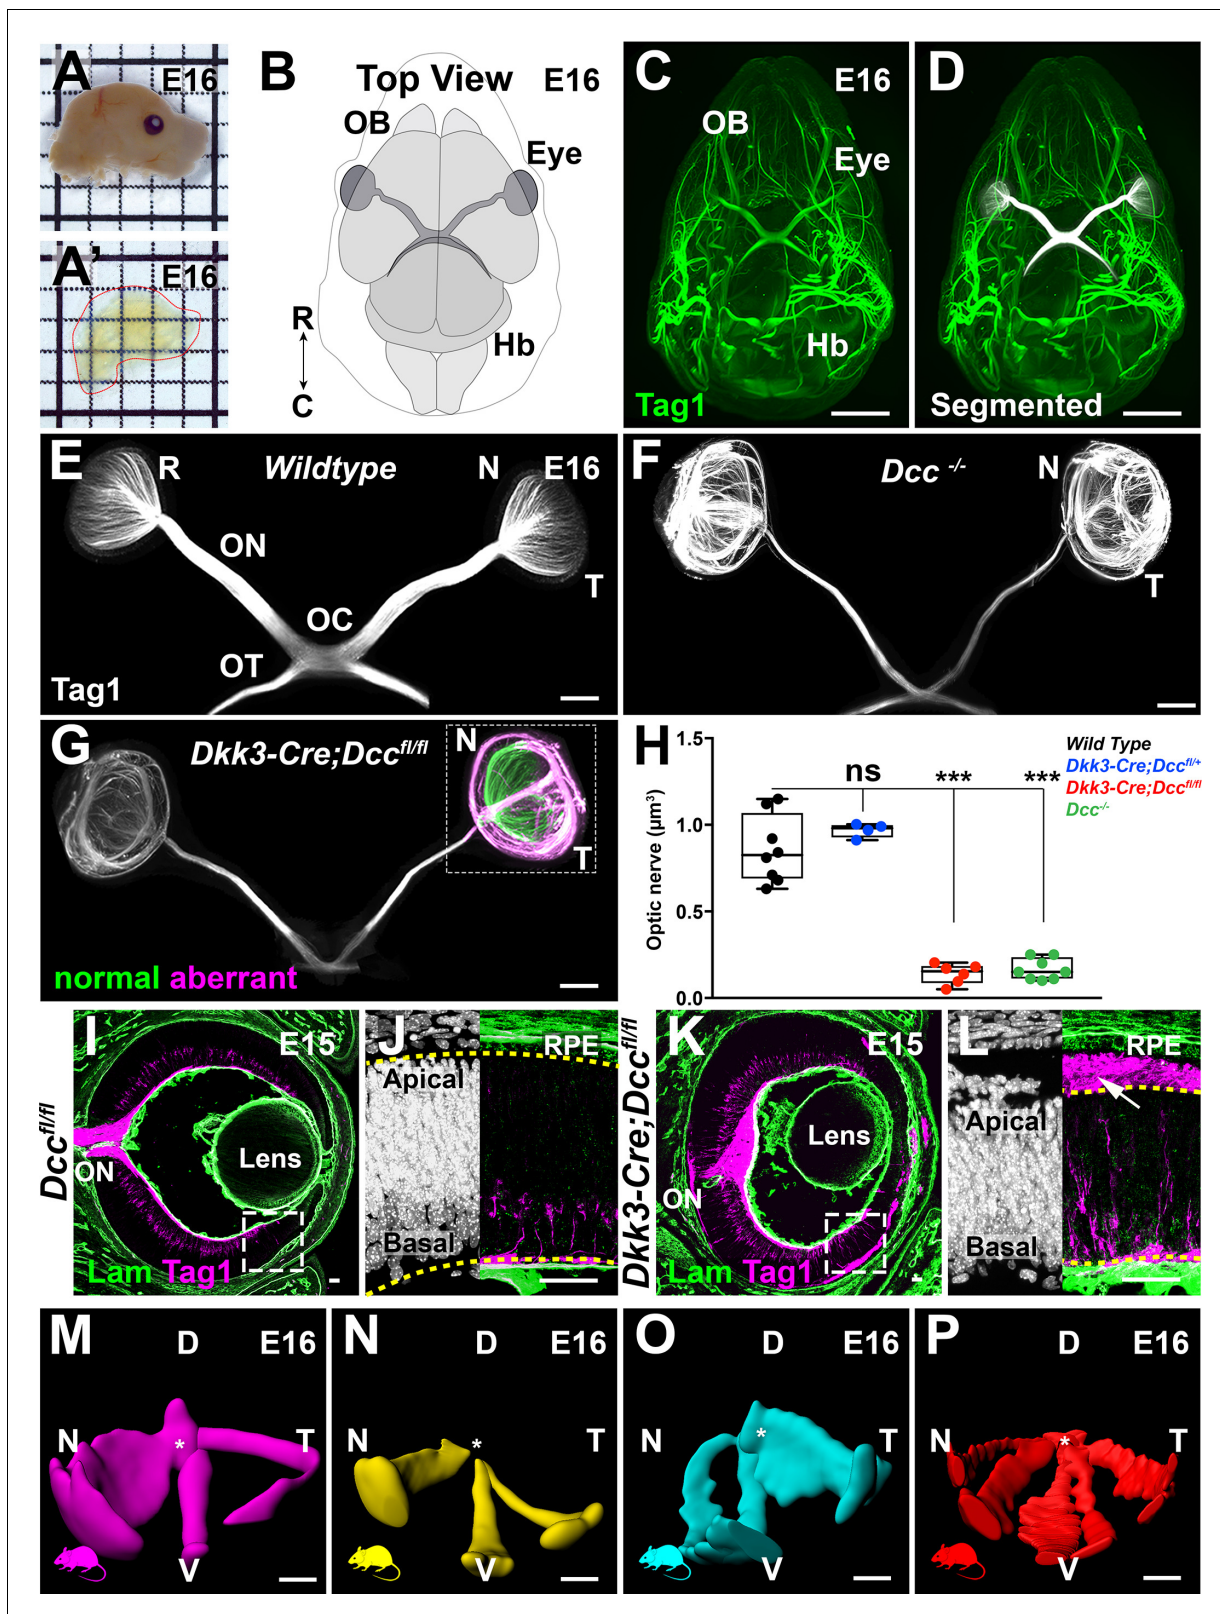 A E16
A' E16
B Top View E16
OB
Eye
R
C
Hb
C E16
OB
Eye
Hb
Tag1
D
Segmented
E R Wildtype N E16
ON
T
OC
OT
Tag1
F Dcc -/- N
T
G Dkk3-Cre;Dccfl/fl N
T
normal aberrant
H
Optic nerve (µm³)
1.5
1.0
0.5
0.0
ns *** ***
Wild Type
Dkk3-Cre;Dccfl/+
Dkk3-Cre;Dccfl/fl
Dcc-/-
Dccfl/fl
I E15
Lens
ON
Lam Tag1
J RPE
Apical
Basal
Dkk3-Cre;Dccfl/fl
K E15
Lens
ON
Lam Tag1
L RPE
Apical
Basal
M D E16
N * T
V
N D E16
N * T
V
O D E16
N * T
V
P D E16
N * T
V